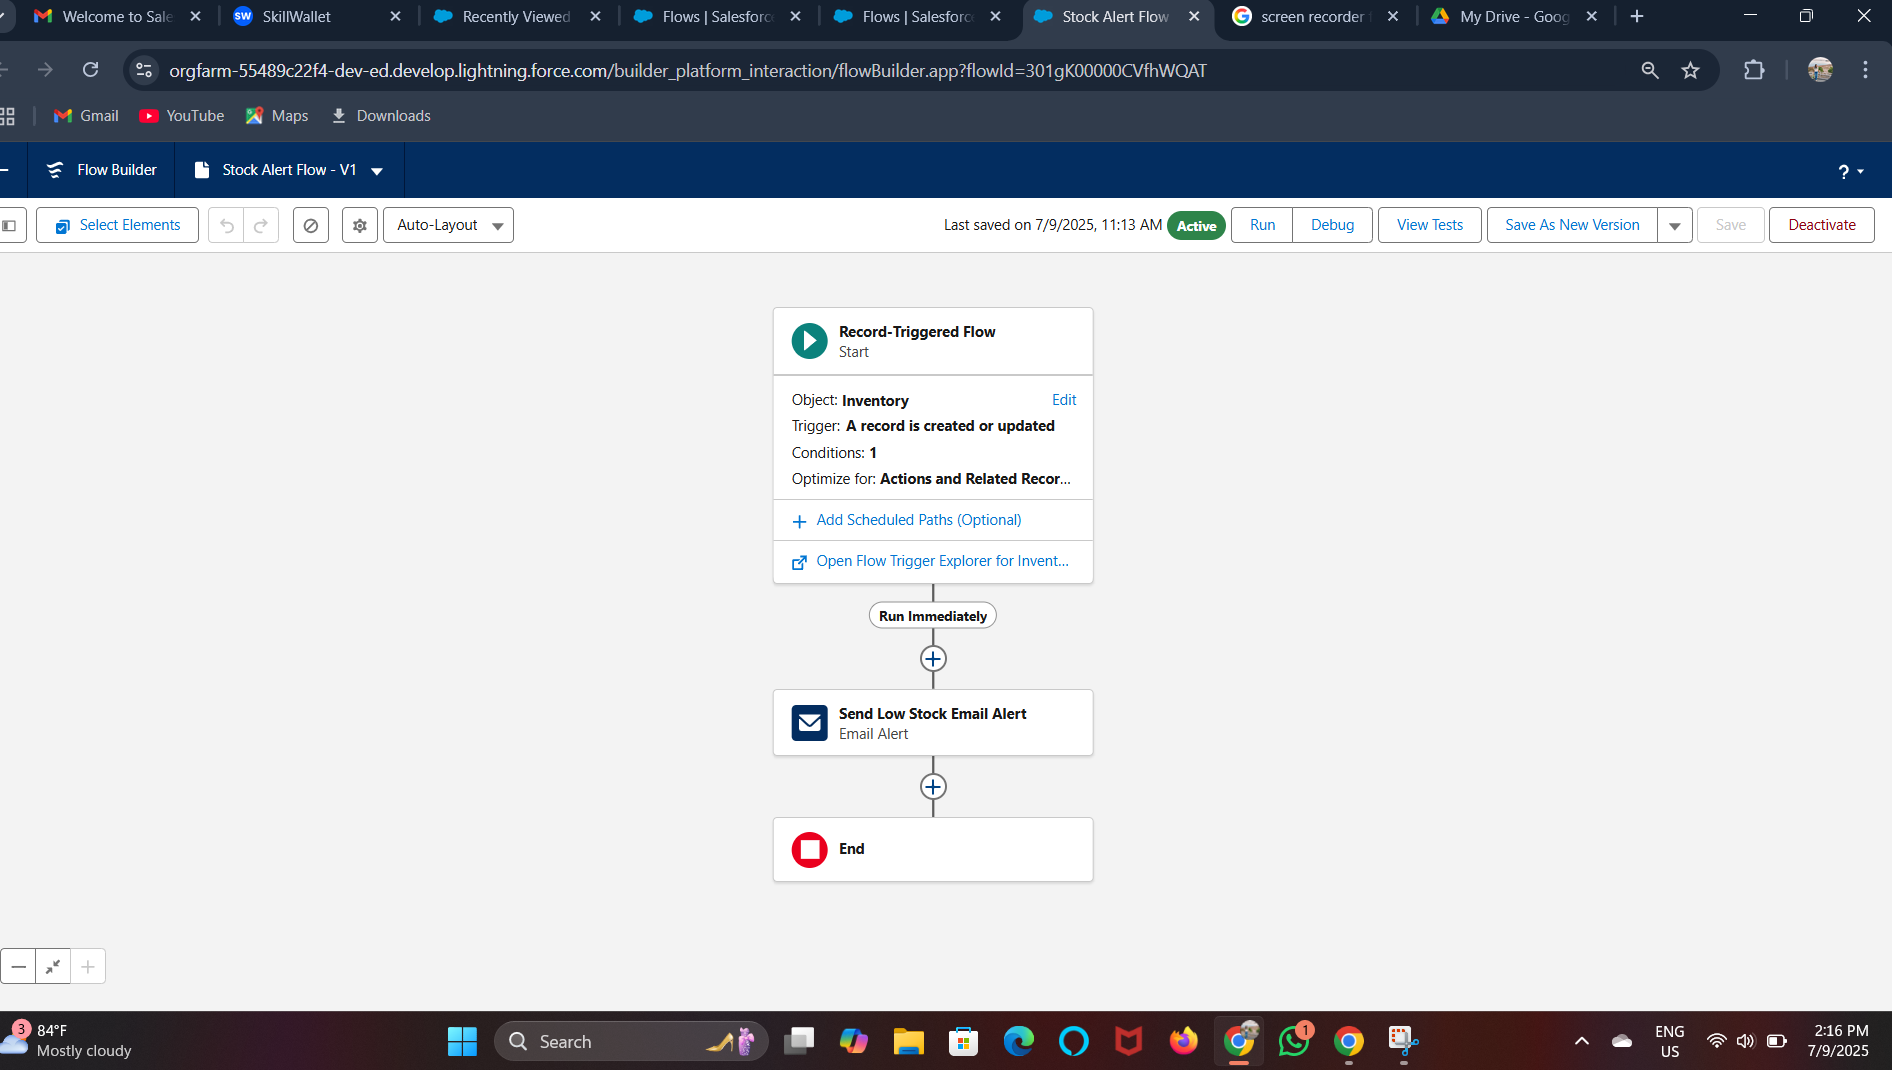 Welcome to Sale
SkillWallet
Recently Viewed
Flows | Salesforc
Flows | Salesforc
Stock Alert Flow
screen recorder
My Drive - Goog
orgfarm-55489c22f4-dev-ed.develop.lightning.force.com/builder_platform_interaction/flowBuilder.app?flowId=301gK00000CVfhWQAT
Gmail
YouTube
Maps
Downloads
Flow Builder
Stock Alert Flow - V1
?
Select Elements
Auto-Layout
Last saved on 7/9/2025, 11:13 AM
Active
Run
Debug
View Tests
Save As New Version
Save
Deactivate
Record-Triggered Flow
Start
Object: Inventory
Edit
Trigger: A record is created or updated
Conditions: 1
Optimize for: Actions and Related Recor...
Add Scheduled Paths (Optional)
Open Flow Trigger Explorer for Invent...
Run Immediately
Send Low Stock Email Alert
Email Alert
End
3
84°F
Mostly cloudy
Search
1
ENG
US
2:16 PM
7/9/2025